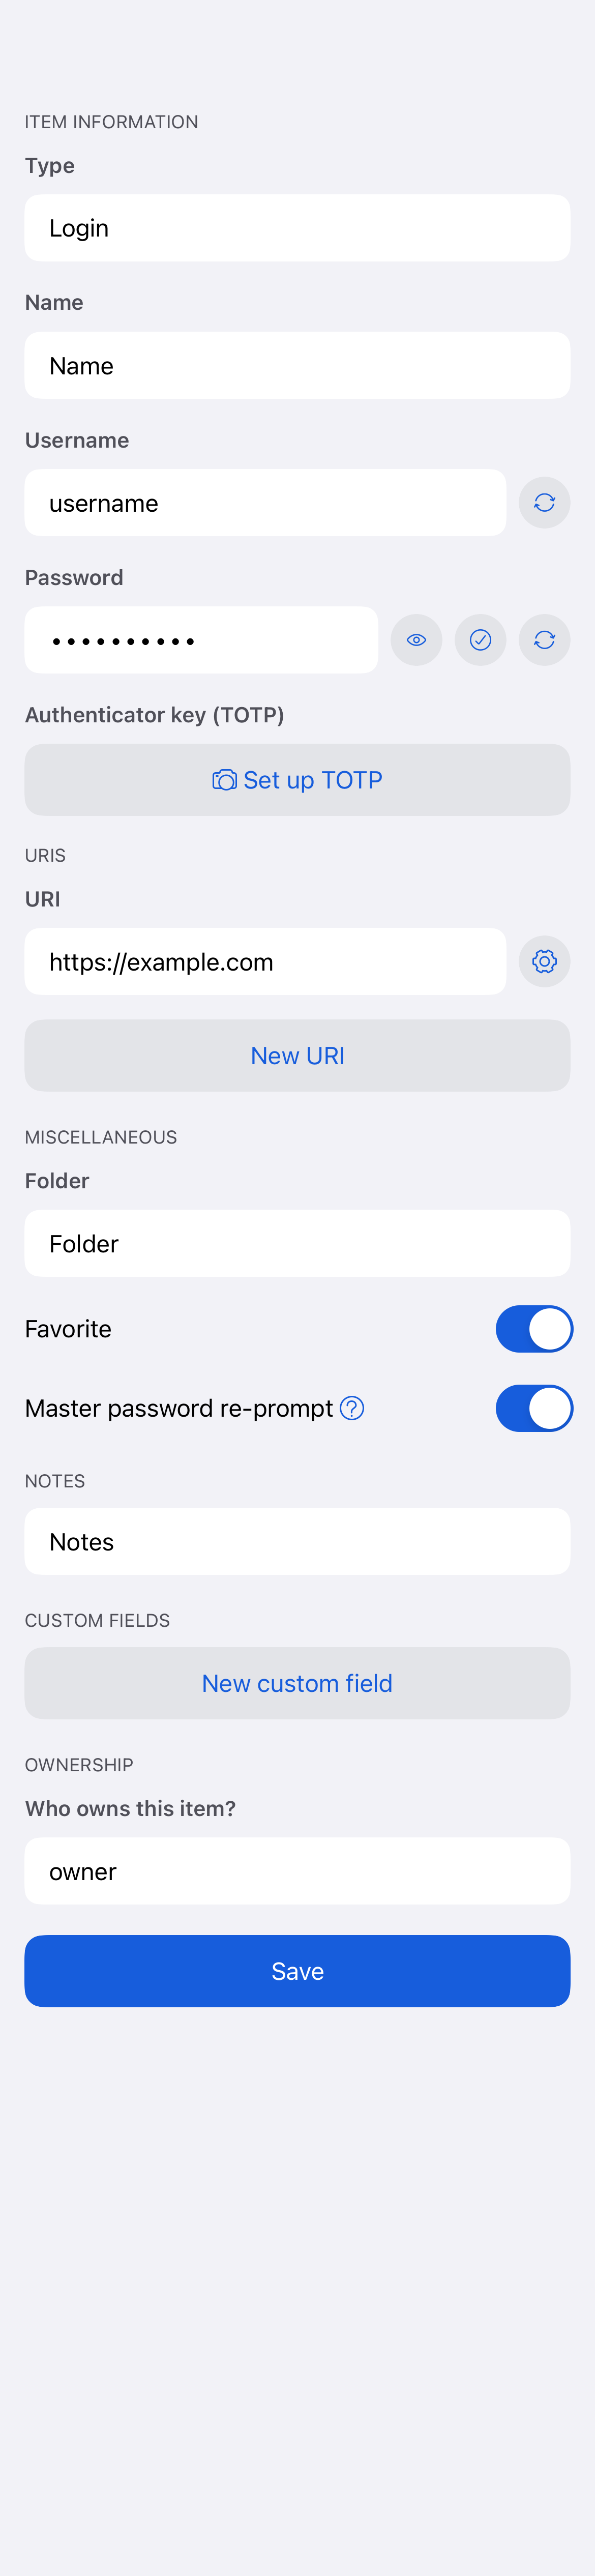 ITEM INFORMATION
Type
Login
Name
Name
Username
username
Password
••••••••••
Authenticator key (TOTP)
Set up TOTP
URIS
URI
https://example.com
New URI
MISCELLANEOUS
Folder
Folder
Favorite
Master password re-prompt
NOTES
Notes
CUSTOM FIELDS
New custom field
OWNERSHIP
Who owns this item?
owner
Save